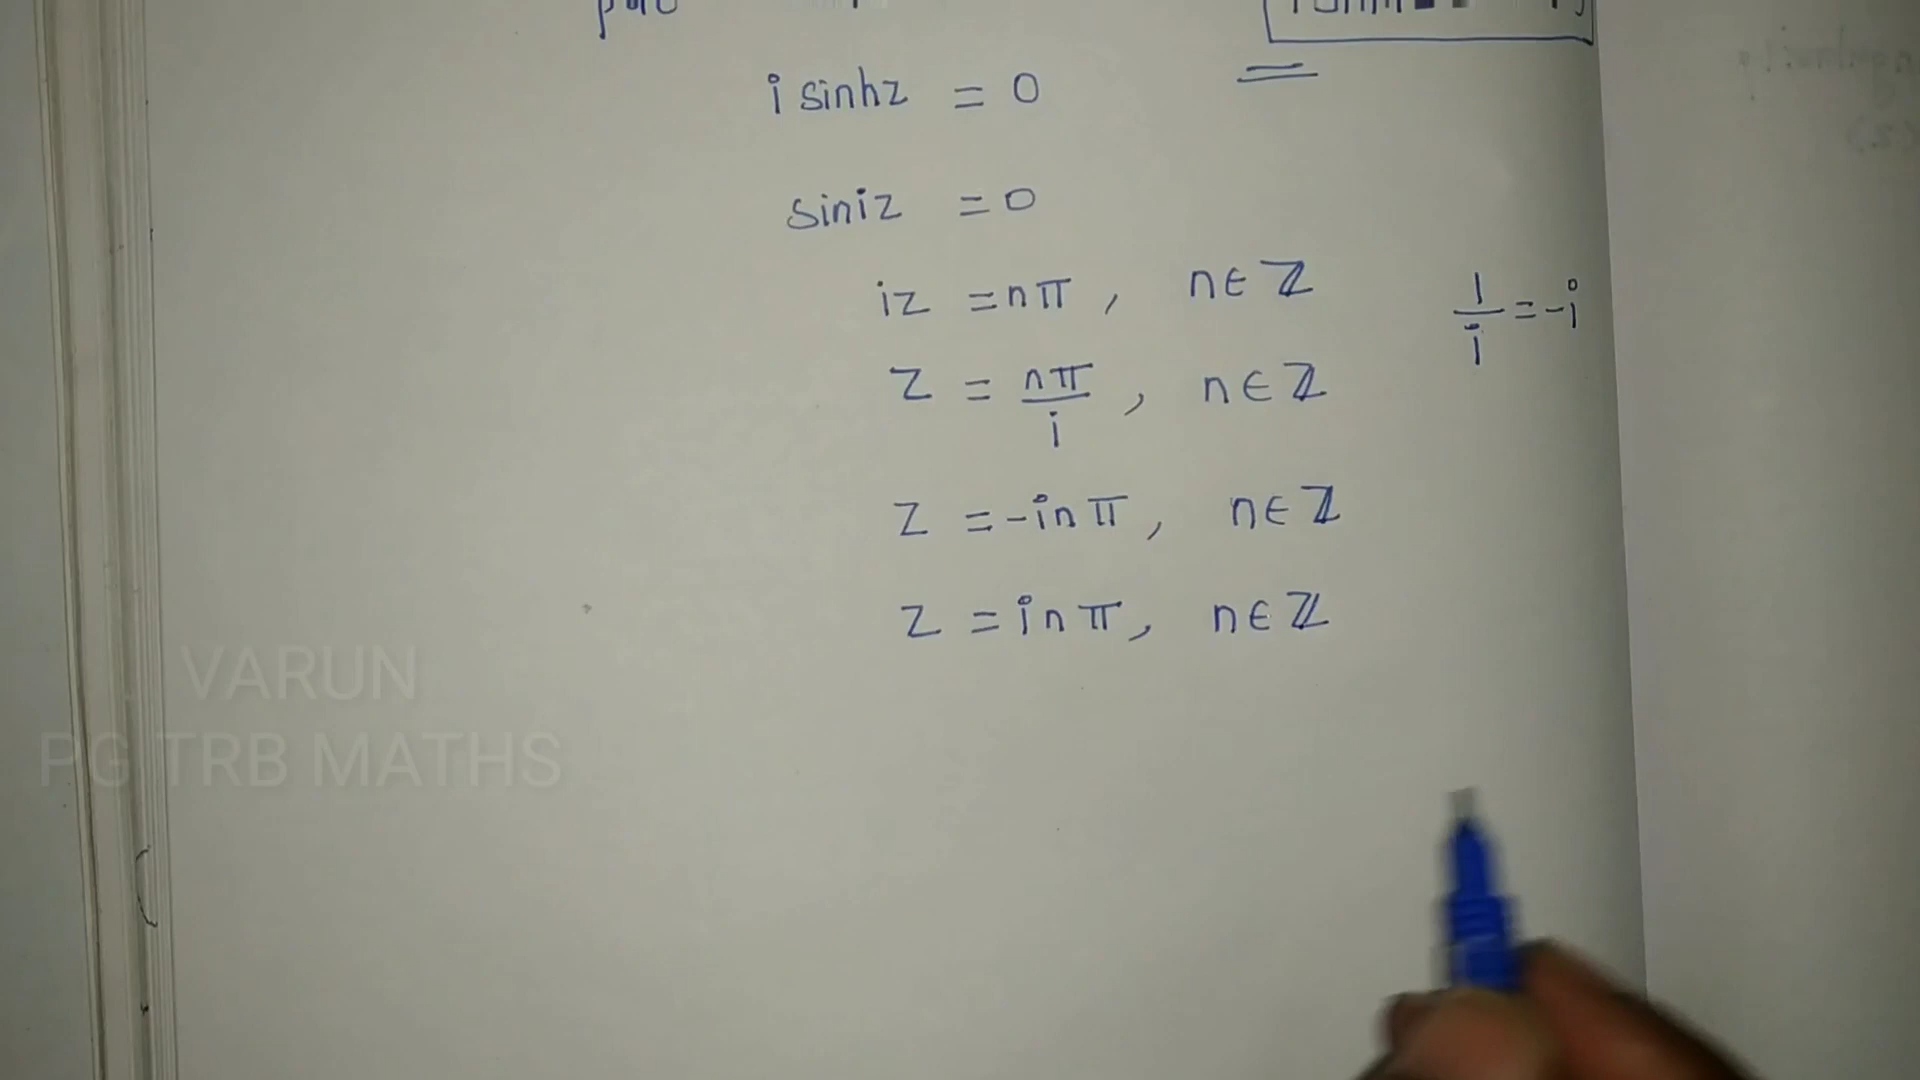 i sinhz = 0
siniz = 0
iz = nπ, n∈ℤ
1/i = -i
z = nπ/i, n∈ℤ
z = -inπ, n∈ℤ
z = inπ, n∈ℤ
VARUN
PG TRB MATHS